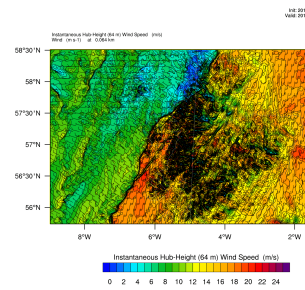 Init: 201
Valid: 201
Instantaneous Hub-Height (64 m) Wind Speed (m/s)
Wind (m s-1) at 0.064 km
58°30'N
58°N
57°30'N
57°N
56°30'N
56°N
8°W 6°W 4°W 2°W
Instantaneous Hub-Height (64 m) Wind Speed (m/s)
0 2 4 6 8 10 12 14 16 18 20 22 24